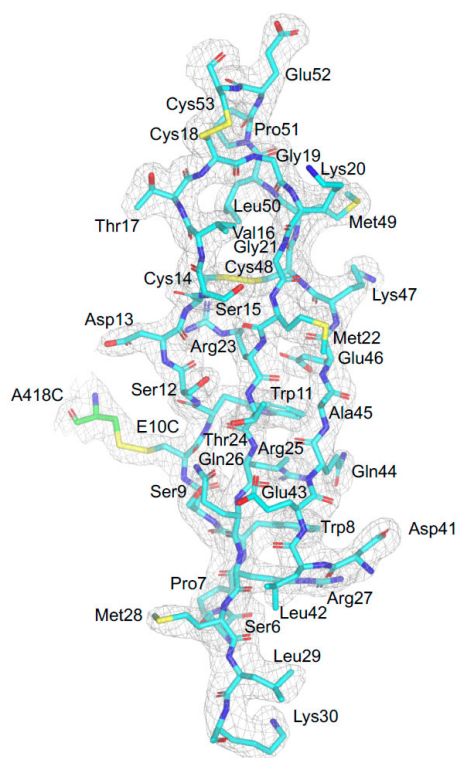 Glu52
Cys53
Cys18
Pro51
Gly19
Lys20
Leu50
Thr17
Val16
Met49
Gly21
Cys14
Cys48
Lys47
Ser15
Asp13
Met22
Arg23
Glu46
Ser12
Trp11
A418C
Ala45
E10C
Thr24
Arg25
Gln26
Gln44
Glu43
Ser9
Trp8
Asp41
Pro7
Arg27
Leu42
Met28
Ser6
Leu29
Lys30